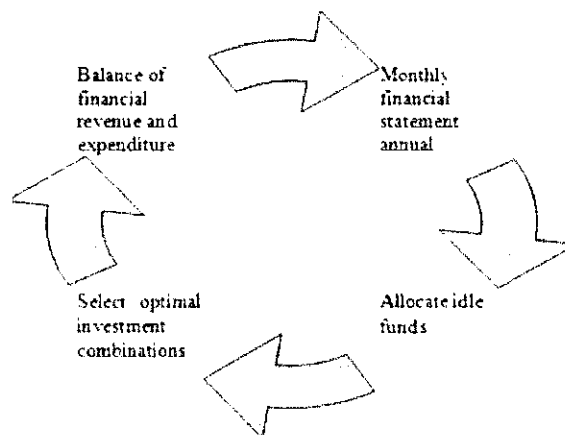 Balance of
financial
revenue and
expenditure
Monthly
financial
statement
annual
Allocate idle
funds
Select optimal
investment
combinations